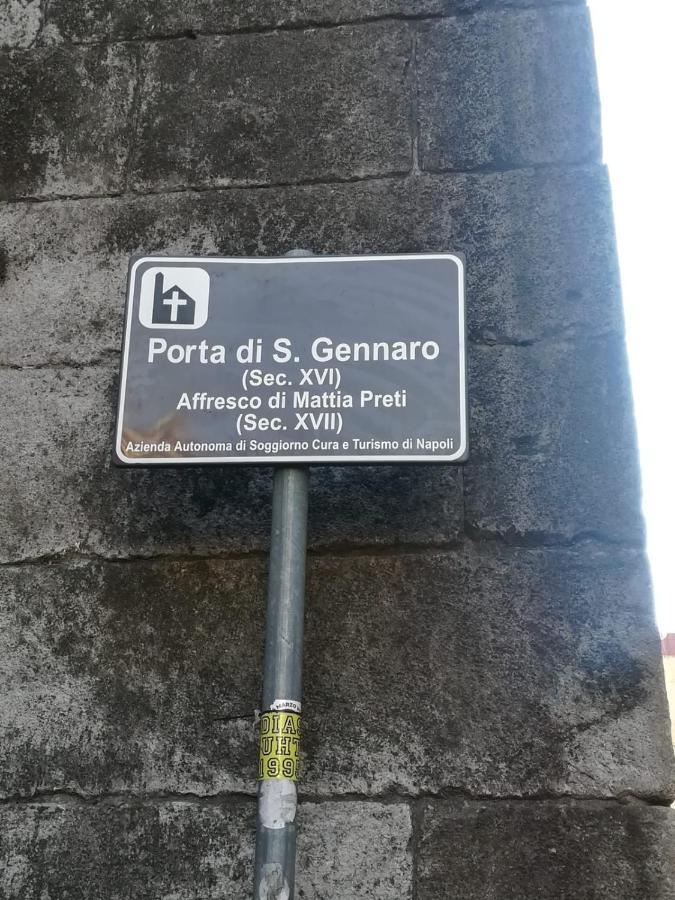 Porta di S. Gennaro
(Sec. XVI)
Affresco di Mattia Preti
(Sec. XVII)
Azienda Autonoma di Soggiorno Cura e Turismo di Napoli
MARZO